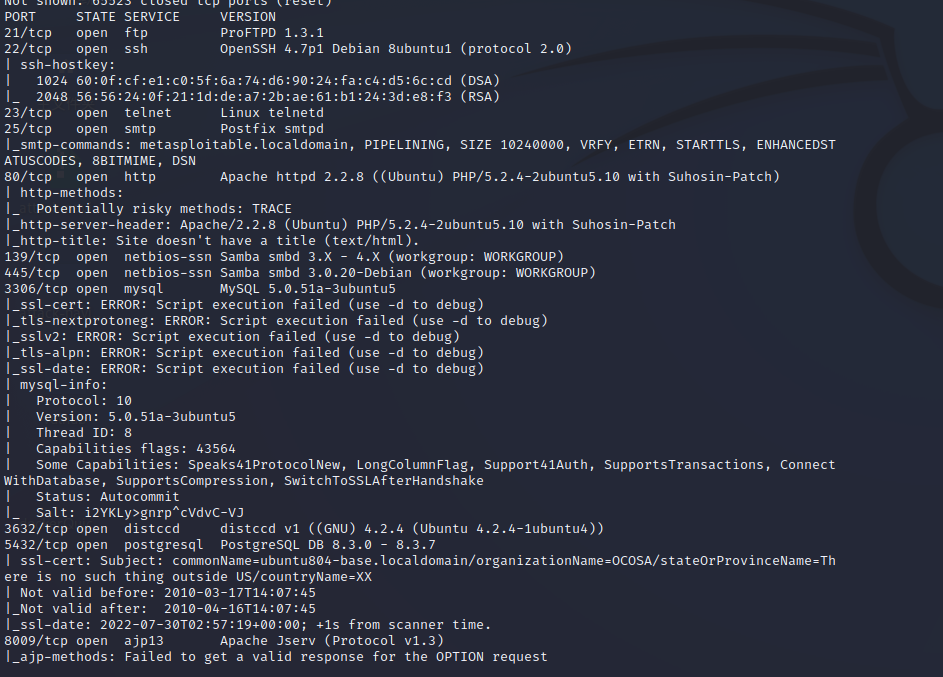 Not shown: 65523 closed tcp ports (reset)
PORT     STATE SERVICE     VERSION
21/tcp   open  ftp         ProFTPD 1.3.1
22/tcp   open  ssh         OpenSSH 4.7p1 Debian 8ubuntu1 (protocol 2.0)
| ssh-hostkey:
|   1024 60:0f:cf:e1:c0:5f:6a:74:d6:90:24:fa:c4:d5:6c:cd (DSA)
|_  2048 56:56:24:0f:21:1d:de:a7:2b:ae:61:b1:24:3d:e8:f3 (RSA)
23/tcp   open  telnet      Linux telnetd
25/tcp   open  smtp        Postfix smtpd
|_smtp-commands: metasploitable.localdomain, PIPELINING, SIZE 10240000, VRFY, ETRN, STARTTLS, ENHANCEDST
ATUSCODES, 8BITMIME, DSN
80/tcp   open  http        Apache httpd 2.2.8 ((Ubuntu) PHP/5.2.4-2ubuntu5.10 with Suhosin-Patch)
| http-methods:
|_  Potentially risky methods: TRACE
|_http-server-header: Apache/2.2.8 (Ubuntu) PHP/5.2.4-2ubuntu5.10 with Suhosin-Patch
|_http-title: Site doesn't have a title (text/html).
139/tcp  open  netbios-ssn Samba smbd 3.X - 4.X (workgroup: WORKGROUP)
445/tcp  open  netbios-ssn Samba smbd 3.0.20-Debian (workgroup: WORKGROUP)
3306/tcp open  mysql       MySQL 5.0.51a-3ubuntu5
|_ssl-cert: ERROR: Script execution failed (use -d to debug)
|_tls-nextprotoneg: ERROR: Script execution failed (use -d to debug)
|_sslv2: ERROR: Script execution failed (use -d to debug)
|_tls-alpn: ERROR: Script execution failed (use -d to debug)
|_ssl-date: ERROR: Script execution failed (use -d to debug)
| mysql-info:
|   Protocol: 10
|   Version: 5.0.51a-3ubuntu5
|   Thread ID: 8
|   Capabilities flags: 43564
|   Some Capabilities: Speaks41ProtocolNew, LongColumnFlag, Support41Auth, SupportsTransactions, Connect
WithDatabase, SupportsCompression, SwitchToSSLAfterHandshake
|   Status: Autocommit
|_  Salt: i2YKLy>gnrp^cVdvC-VJ
3632/tcp open  distccd     distccd v1 ((GNU) 4.2.4 (Ubuntu 4.2.4-1ubuntu4))
5432/tcp open  postgresql  PostgreSQL DB 8.3.0 - 8.3.7
| ssl-cert: Subject: commonName=ubuntu804-base.localdomain/organizationName=OCOSA/stateOrProvinceName=Th
ere is no such thing outside US/countryName=XX
| Not valid before: 2010-03-17T14:07:45
|_Not valid after:  2010-04-16T14:07:45
|_ssl-date: 2022-07-30T02:57:19+00:00; +1s from scanner time.
8009/tcp open  ajp13       Apache Jserv (Protocol v1.3)
|_ajp-methods: Failed to get a valid response for the OPTION request